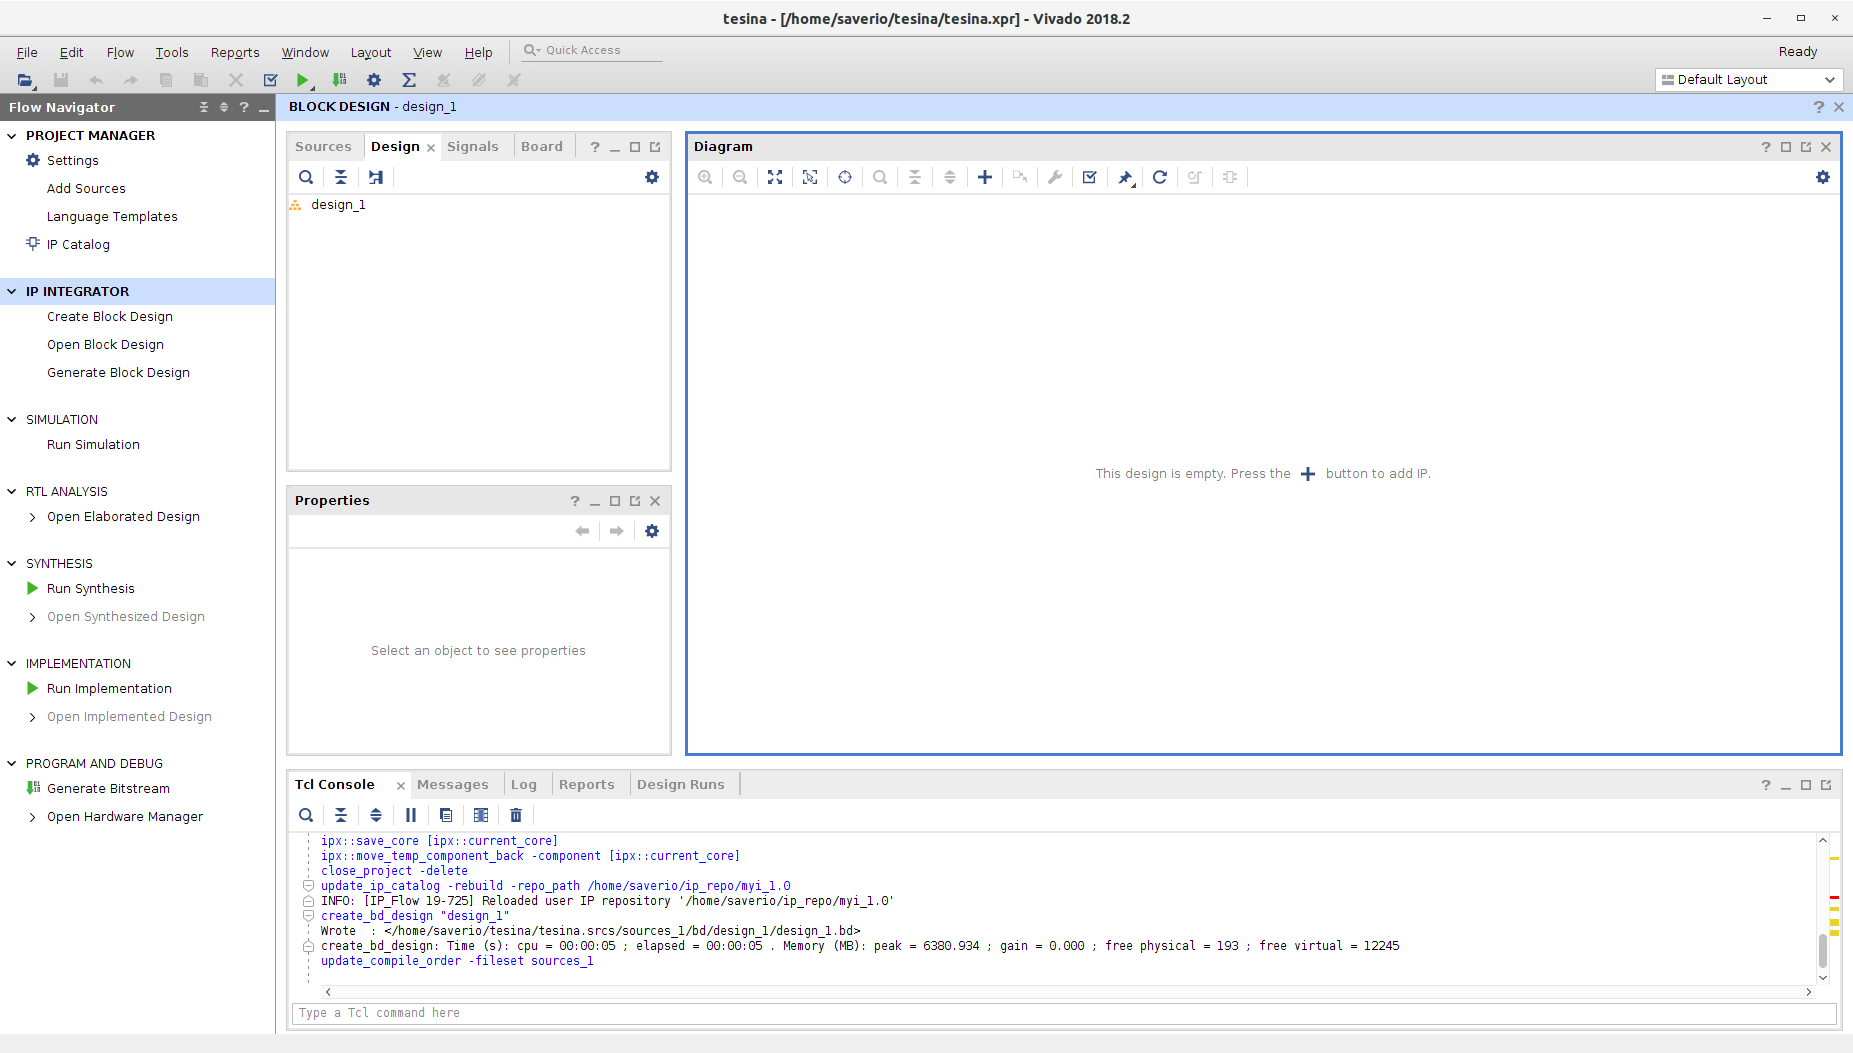 tesina - [/home/saverio/tesina/tesina.xpr] - Vivado 2018.2
File Edit Flow Tools Reports Window Layout View Help Quick Access
Ready
Default Layout
Flow Navigator
PROJECT MANAGER
Settings
Add Sources
Language Templates
IP Catalog
IP INTEGRATOR
Create Block Design
Open Block Design
Generate Block Design
SIMULATION
Run Simulation
RTL ANALYSIS
Open Elaborated Design
SYNTHESIS
Run Synthesis
Open Synthesized Design
IMPLEMENTATION
Run Implementation
Open Implemented Design
PROGRAM AND DEBUG
Generate Bitstream
Open Hardware Manager
BLOCK DESIGN - design_1
Sources Design Signals Board
design_1
Properties
Select an object to see properties
Diagram
This design is empty. Press the + button to add IP.
Tcl Console Messages Log Reports Design Runs
ipx::save_core [ipx::current_core]
ipx::move_temp_component_back -component [ipx::current_core]
close_project -delete
update_ip_catalog -rebuild -repo_path /home/saverio/ip_repo/myi_1.0
INFO: [IP_Flow 19-725] Reloaded user IP repository '/home/saverio/ip_repo/myi_1.0'
create_bd_design "design_1"
Wrote  : </home/saverio/tesina/tesina.srcs/sources_1/bd/design_1/design_1.bd>
create_bd_design: Time (s): cpu = 00:00:05 ; elapsed = 00:00:05 . Memory (MB): peak = 6380.934 ; gain = 0.000 ; free physical = 193 ; free virtual = 12245
update_compile_order -fileset sources_1
Type a Tcl command here